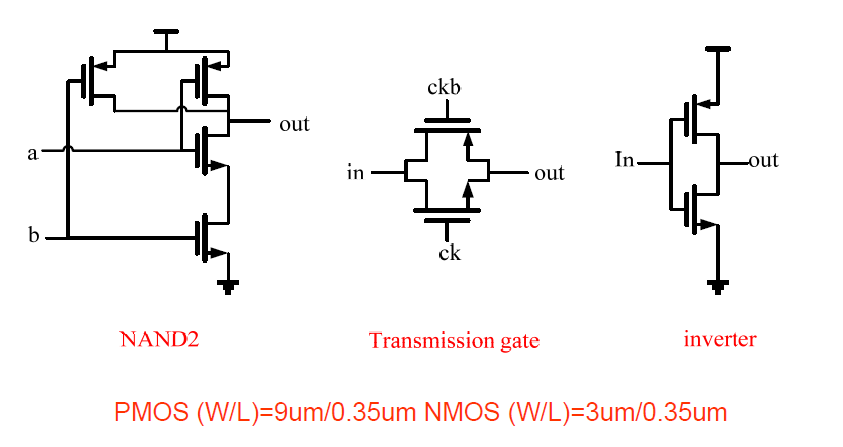 ckb
out
a
in
out
In
out
b
ck
NAND2
Transmission gate
inverter
PMOS (W/L)=9um/0.35um NMOS (W/L)=3um/0.35um